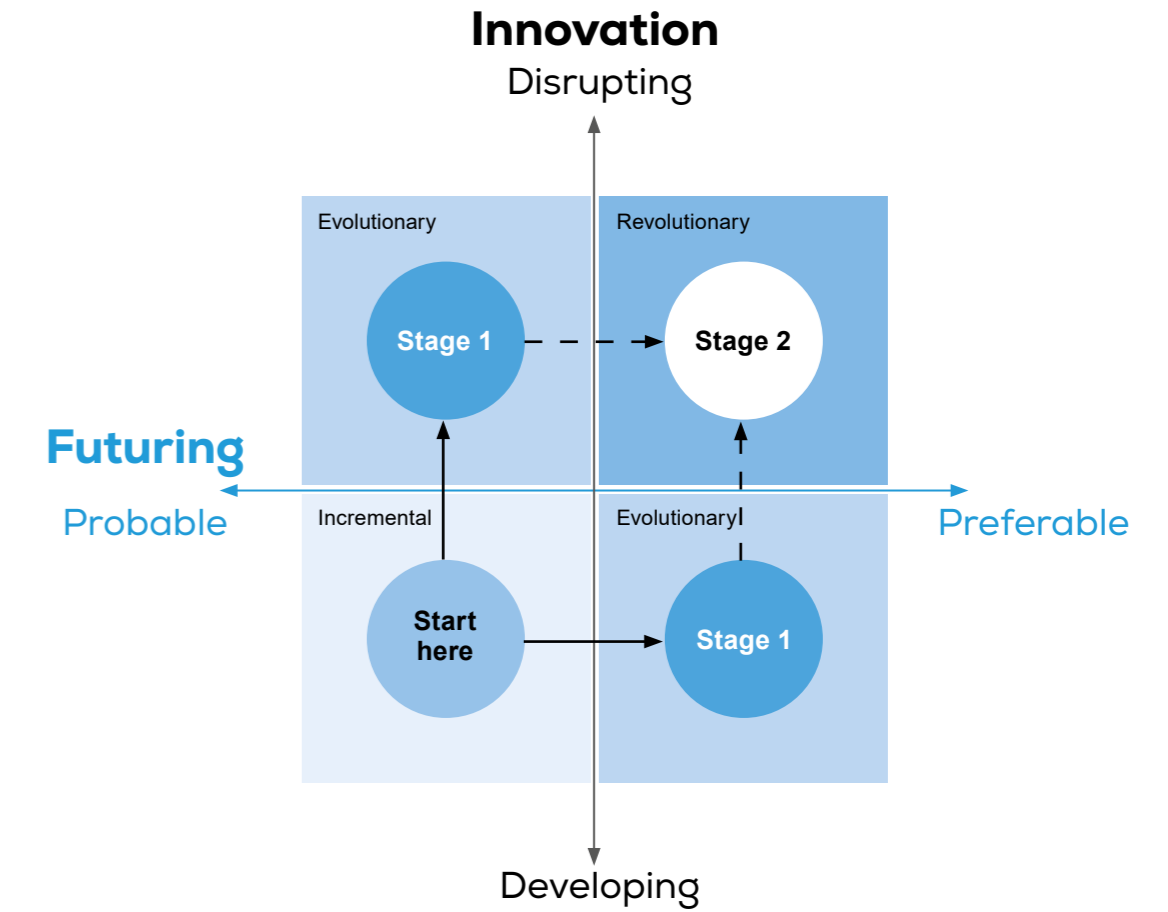 Innovation
Disrupting
Evolutionary
Revolutionary
Stage 1
Stage 2
Futuring
Probable
Preferable
Incremental
Evolutionary
Start
here
Stage 1
Developing